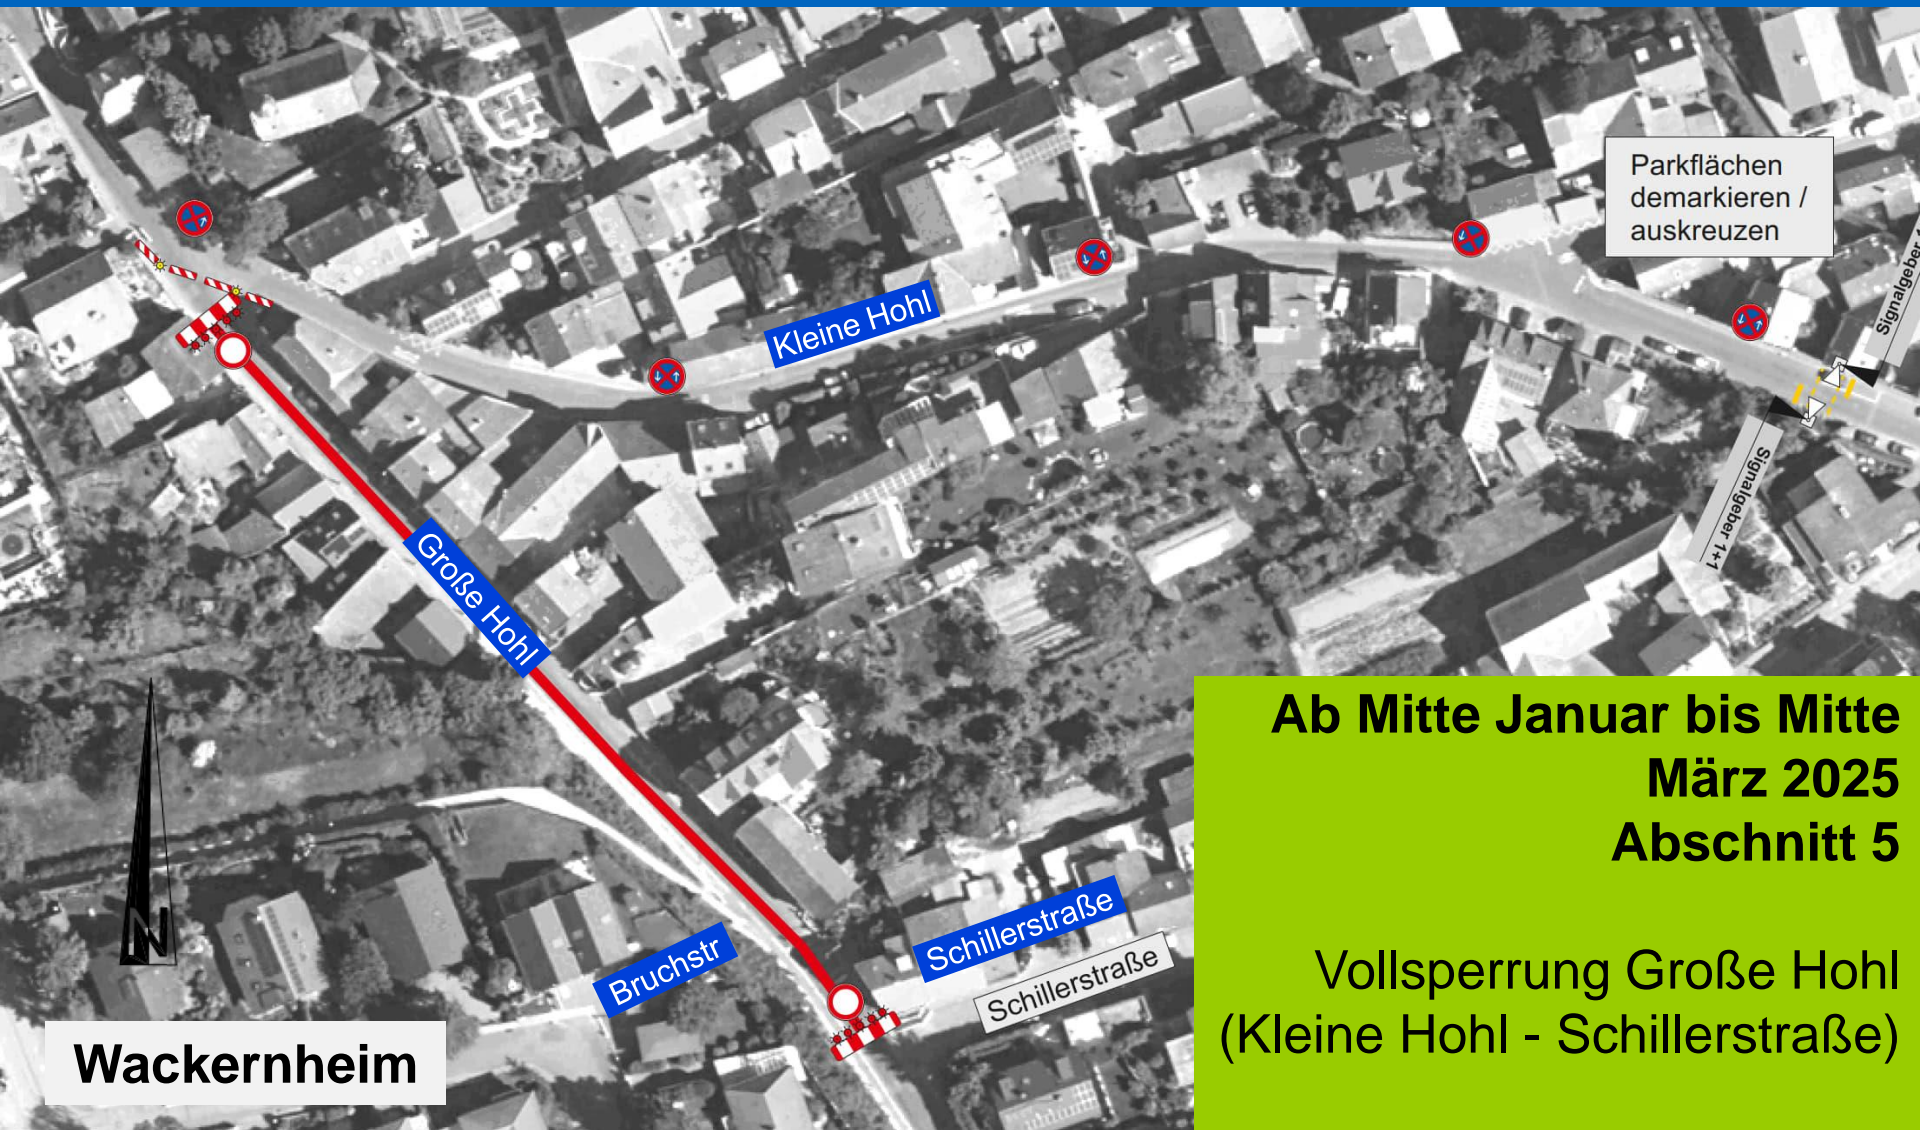 Parkflächen
demarkieren /
auskreuzen
Signalgeber 1
Kleine Hohl
Signalgeber 1+1
Große Hohl
Ab Mitte Januar bis Mitte
März 2025
Abschnitt 5
Schillerstraße
Bruchstr
Schillerstraße
Vollsperrung Große Hohl
(Kleine Hohl - Schillerstraße)
N
Wackernheim